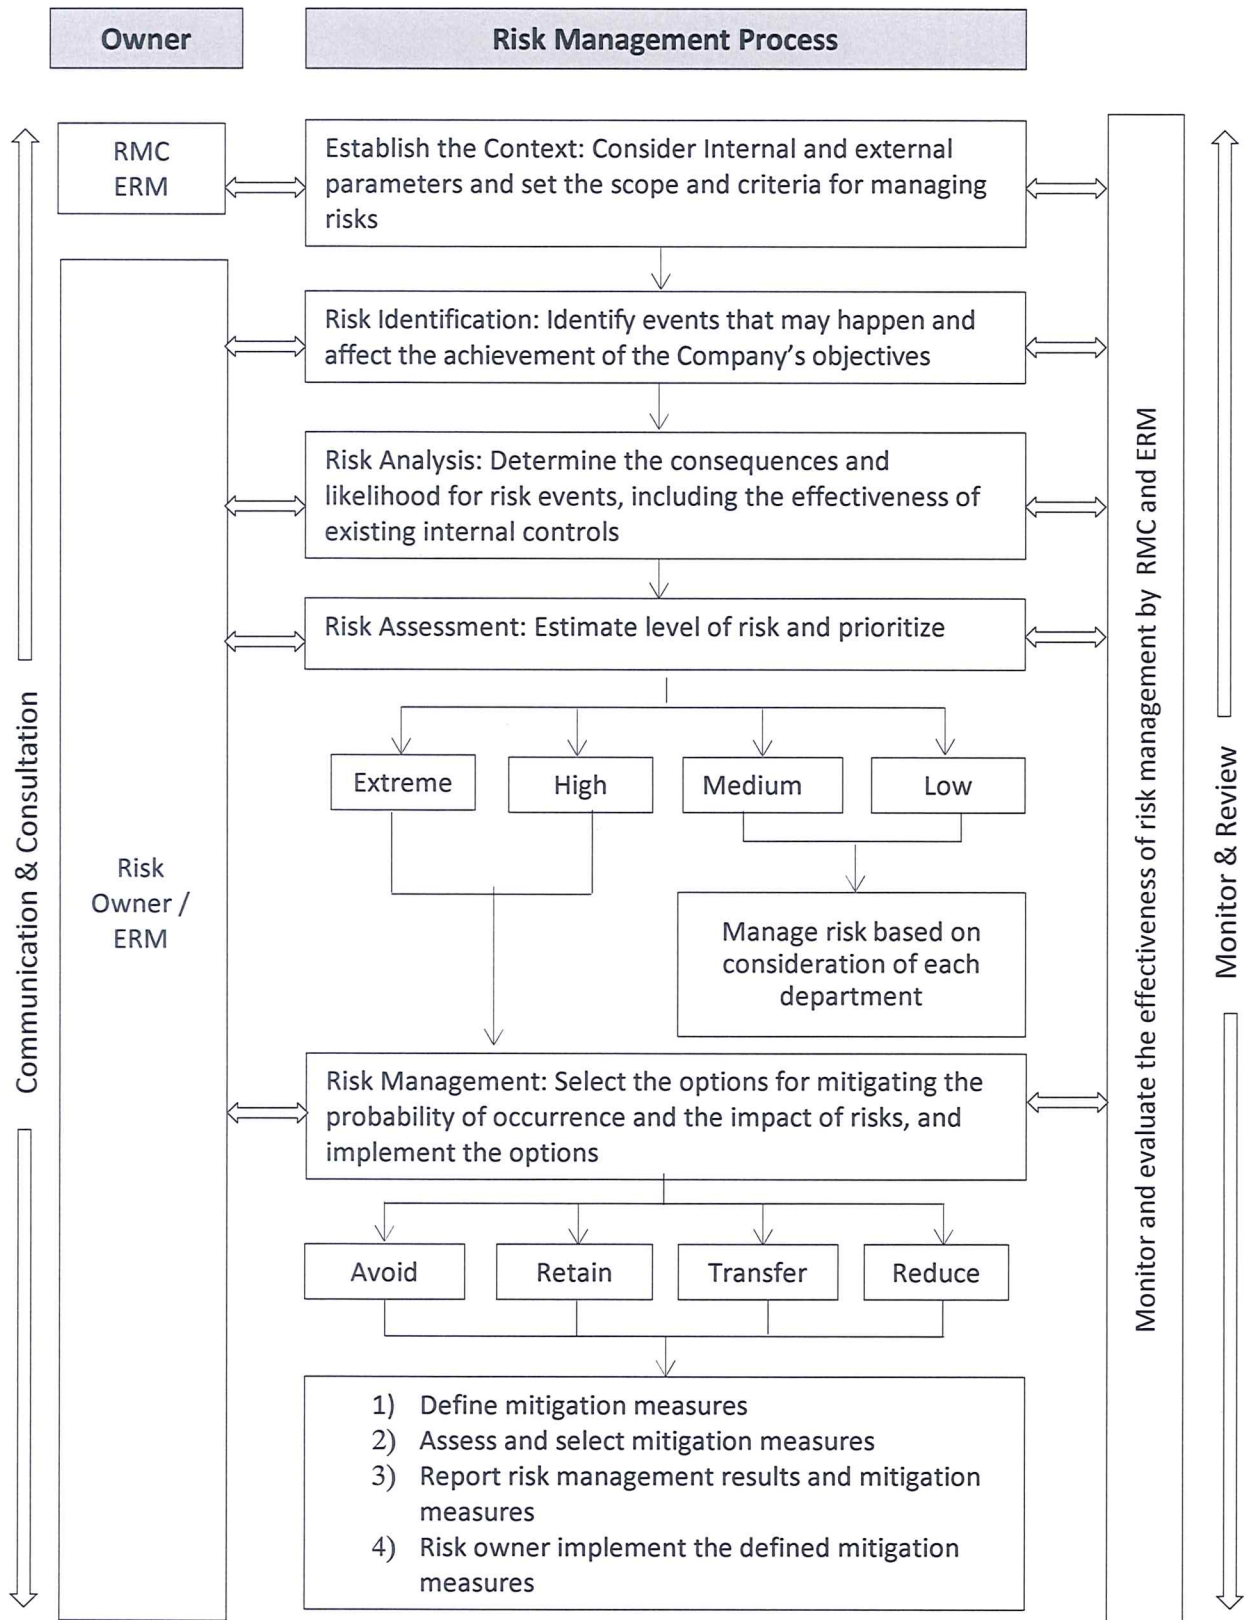 Owner
Risk Management Process
RMC
ERM
Establish the Context: Consider Internal and external
parameters and set the scope and criteria for managing
risks
Risk Identification: Identify events that may happen and
affect the achievement of the Company's objectives
Risk Analysis: Determine the consequences and
likelihood for risk events, including the effectiveness of
existing internal controls
Risk Assessment: Estimate level of risk and prioritize
Extreme
High
Medium
Low
Risk
Owner /
ERM
Manage risk based on
consideration of each
department
Risk Management: Select the options for mitigating the
probability of occurrence and the impact of risks, and
implement the options
Avoid
Retain
Transfer
Reduce
1) Define mitigation measures
2) Assess and select mitigation measures
3) Report risk management results and mitigation
measures
4) Risk owner implement the defined mitigation
measures
Communication & Consultation
Monitor and evaluate the effectiveness of risk management by RMC and ERM
Monitor & Review